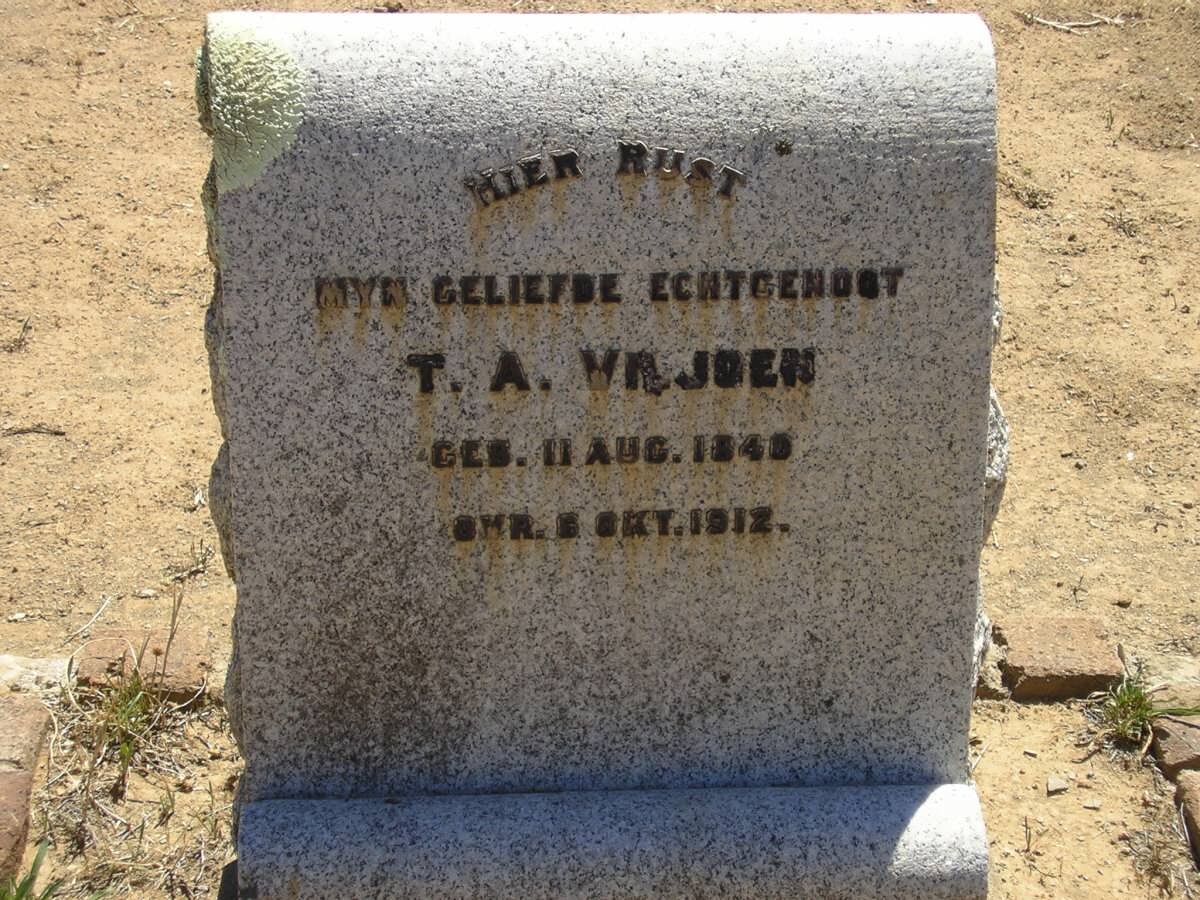 HIER RUST
MYN GELIEFDE ECHTGENOOT
T. A. VILJOEN
GEB. 11 AUG. 1840
OVR. 6 OKT. 1912.